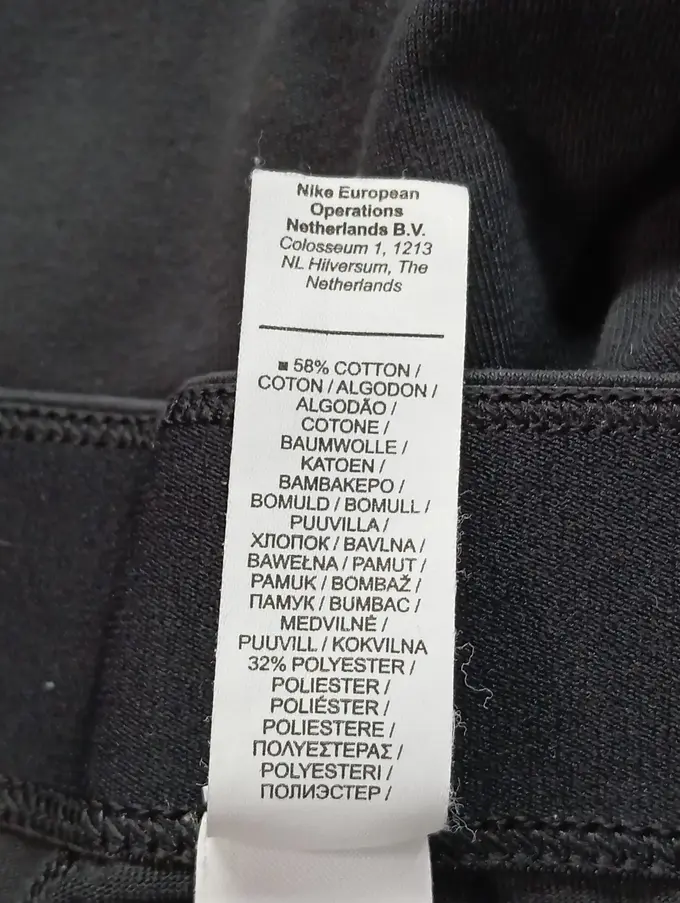 Nike European
Operations
Netherlands B.V.
Colosseum 1, 1213
NL Hilversum, The
Netherlands
■ 58% COTTON /
COTON / ALGODON /
ALGODÃO /
COTONE /
BAUMWOLLE /
KATOEN /
ΒΑΜΒΑΚΕΡΟ /
BOMULD / BOMULL /
PUUVILLA /
ХЛОПОК / BAVLNA /
BAWEŁNA / PAMUT /
PAMUK / BOMBAŽ /
ПАМУК / BUMBAC /
MEDVILNÉ /
PUUVILL / KOKVILNA
32% POLYESTER /
POLIESTER /
POLIÉSTER /
POLIESTERE /
ΠΟΛΥΕΣΤΕΡΑΣ /
POLYESTERI /
ПОЛИЭСТЕР /